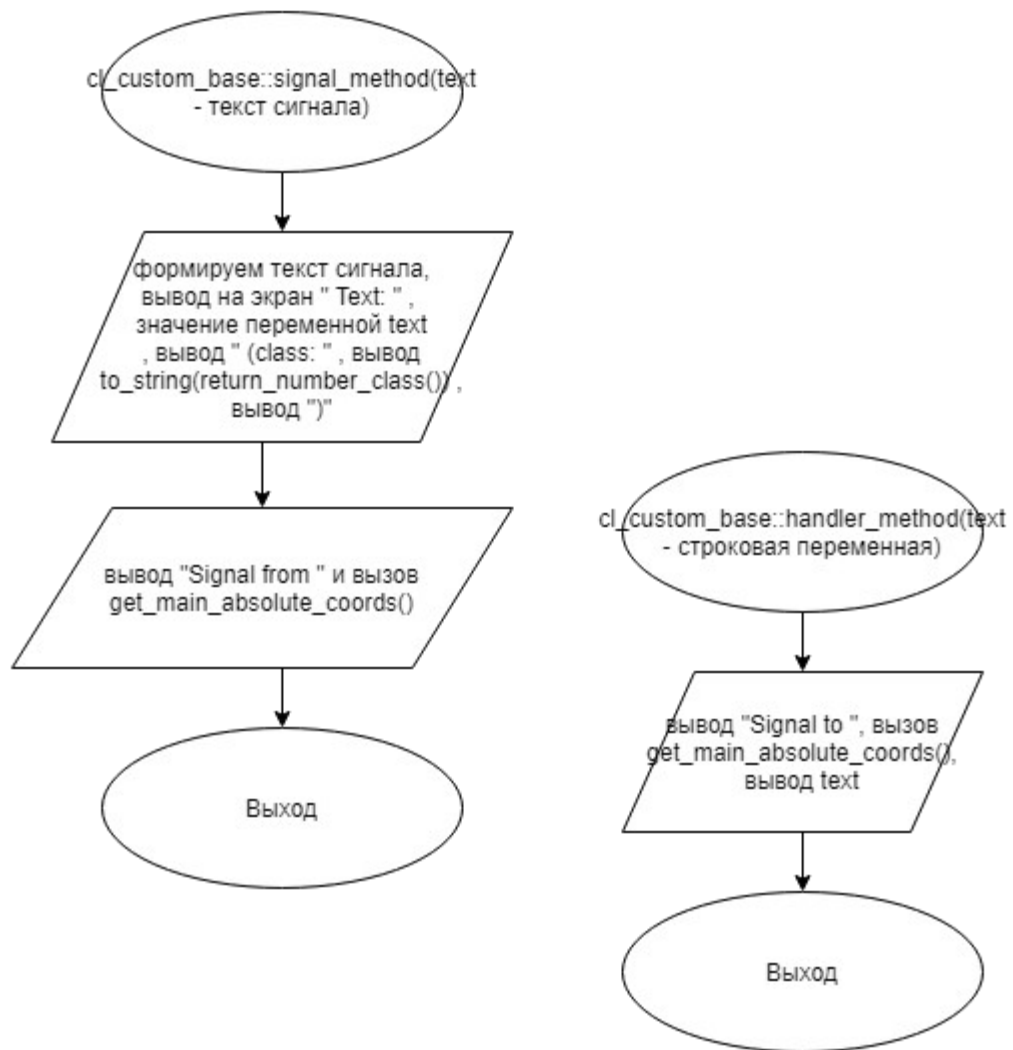 cl_custom_base::signal_method(text
- текст сигнала)
формируем текст сигнала,
вывод на экран " Text: " ,
значение переменной text
, вывод " (class: " , вывод
to_string(return_number_class()) ,
вывод ")"
вывод "Signal from " и вызов
get_main_absolute_coords()
Выход
cl_custom_base::handler_method(text
- строковая переменная)
вывод "Signal to ", вызов
get_main_absolute_coords(),
вывод text
Выход